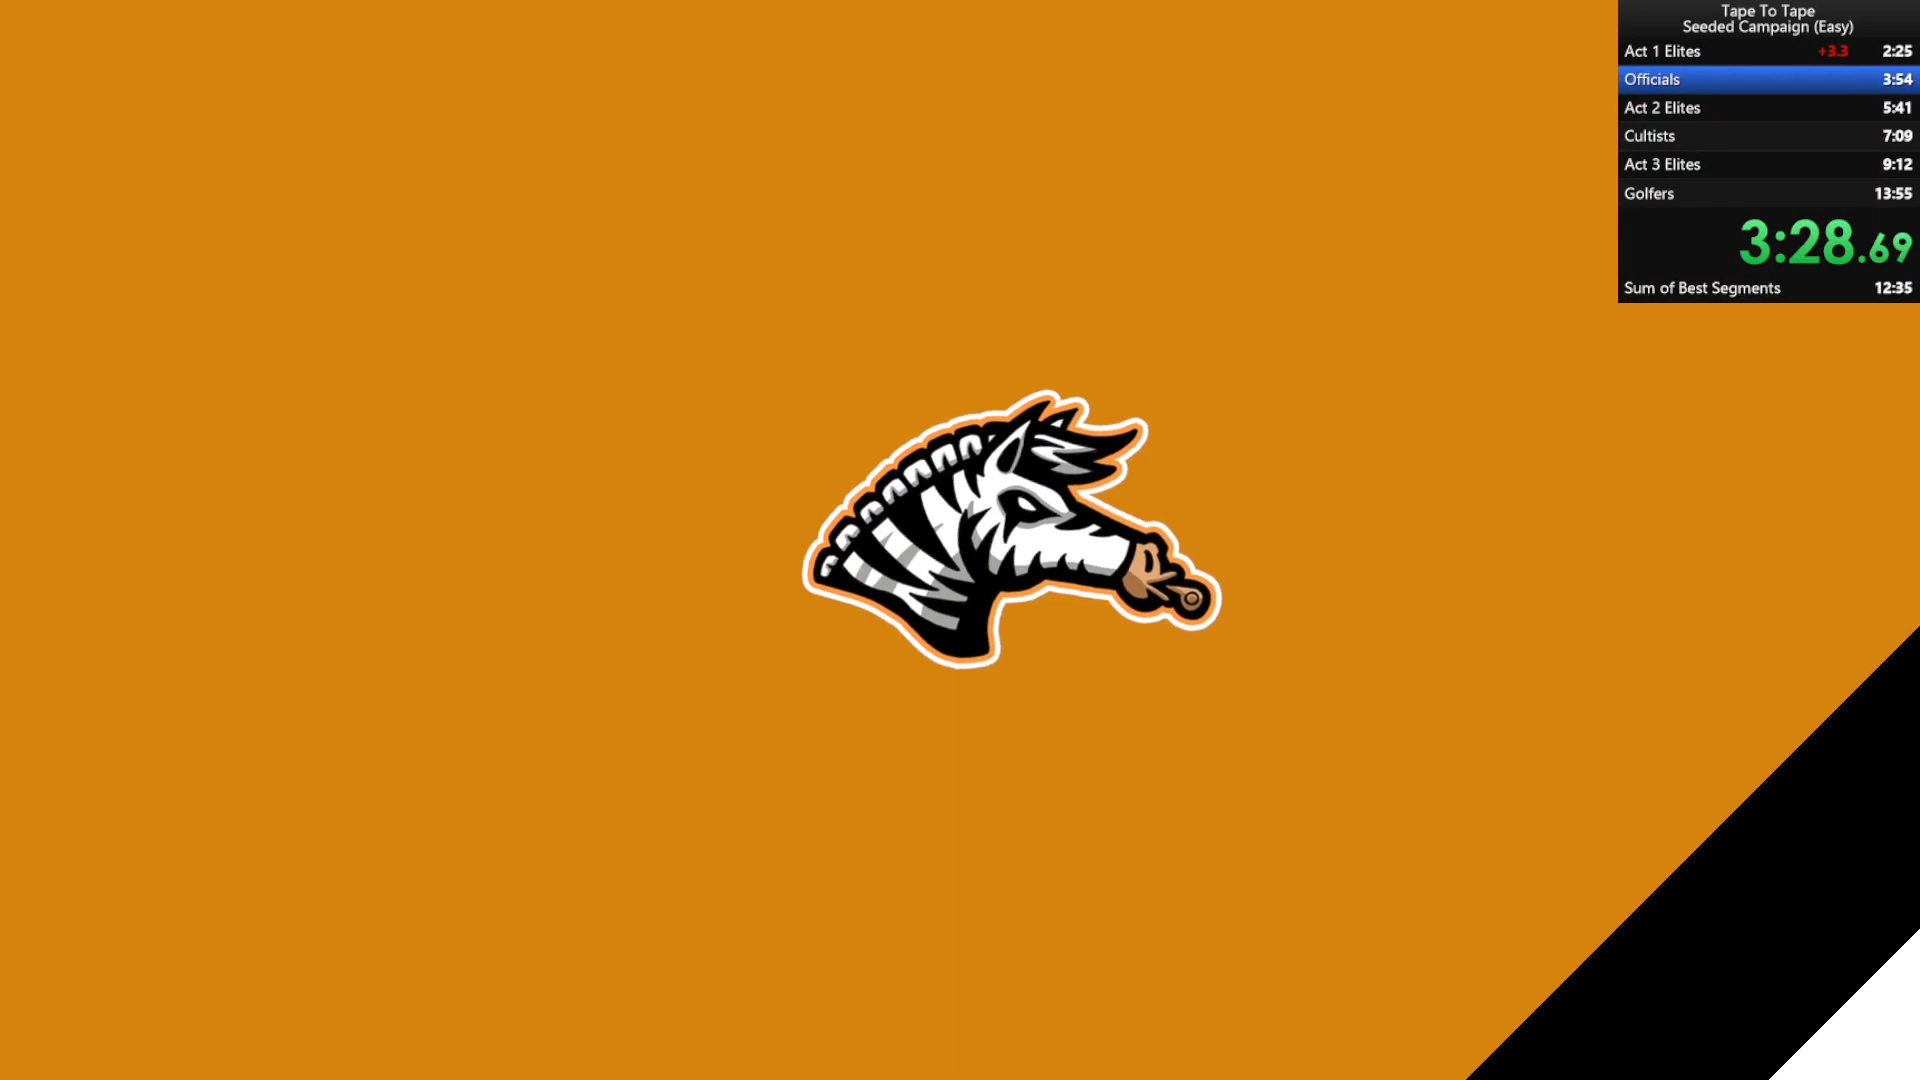 Tape To Tape
Seeded Campaign (Easy)
Act 1 Elites +3.3 2:25
Officials 3:54
Act 2 Elites 5:41
Cultists 7:09
Act 3 Elites 9:12
Golfers 13:55
3:28.69
Sum of Best Segments 12:35